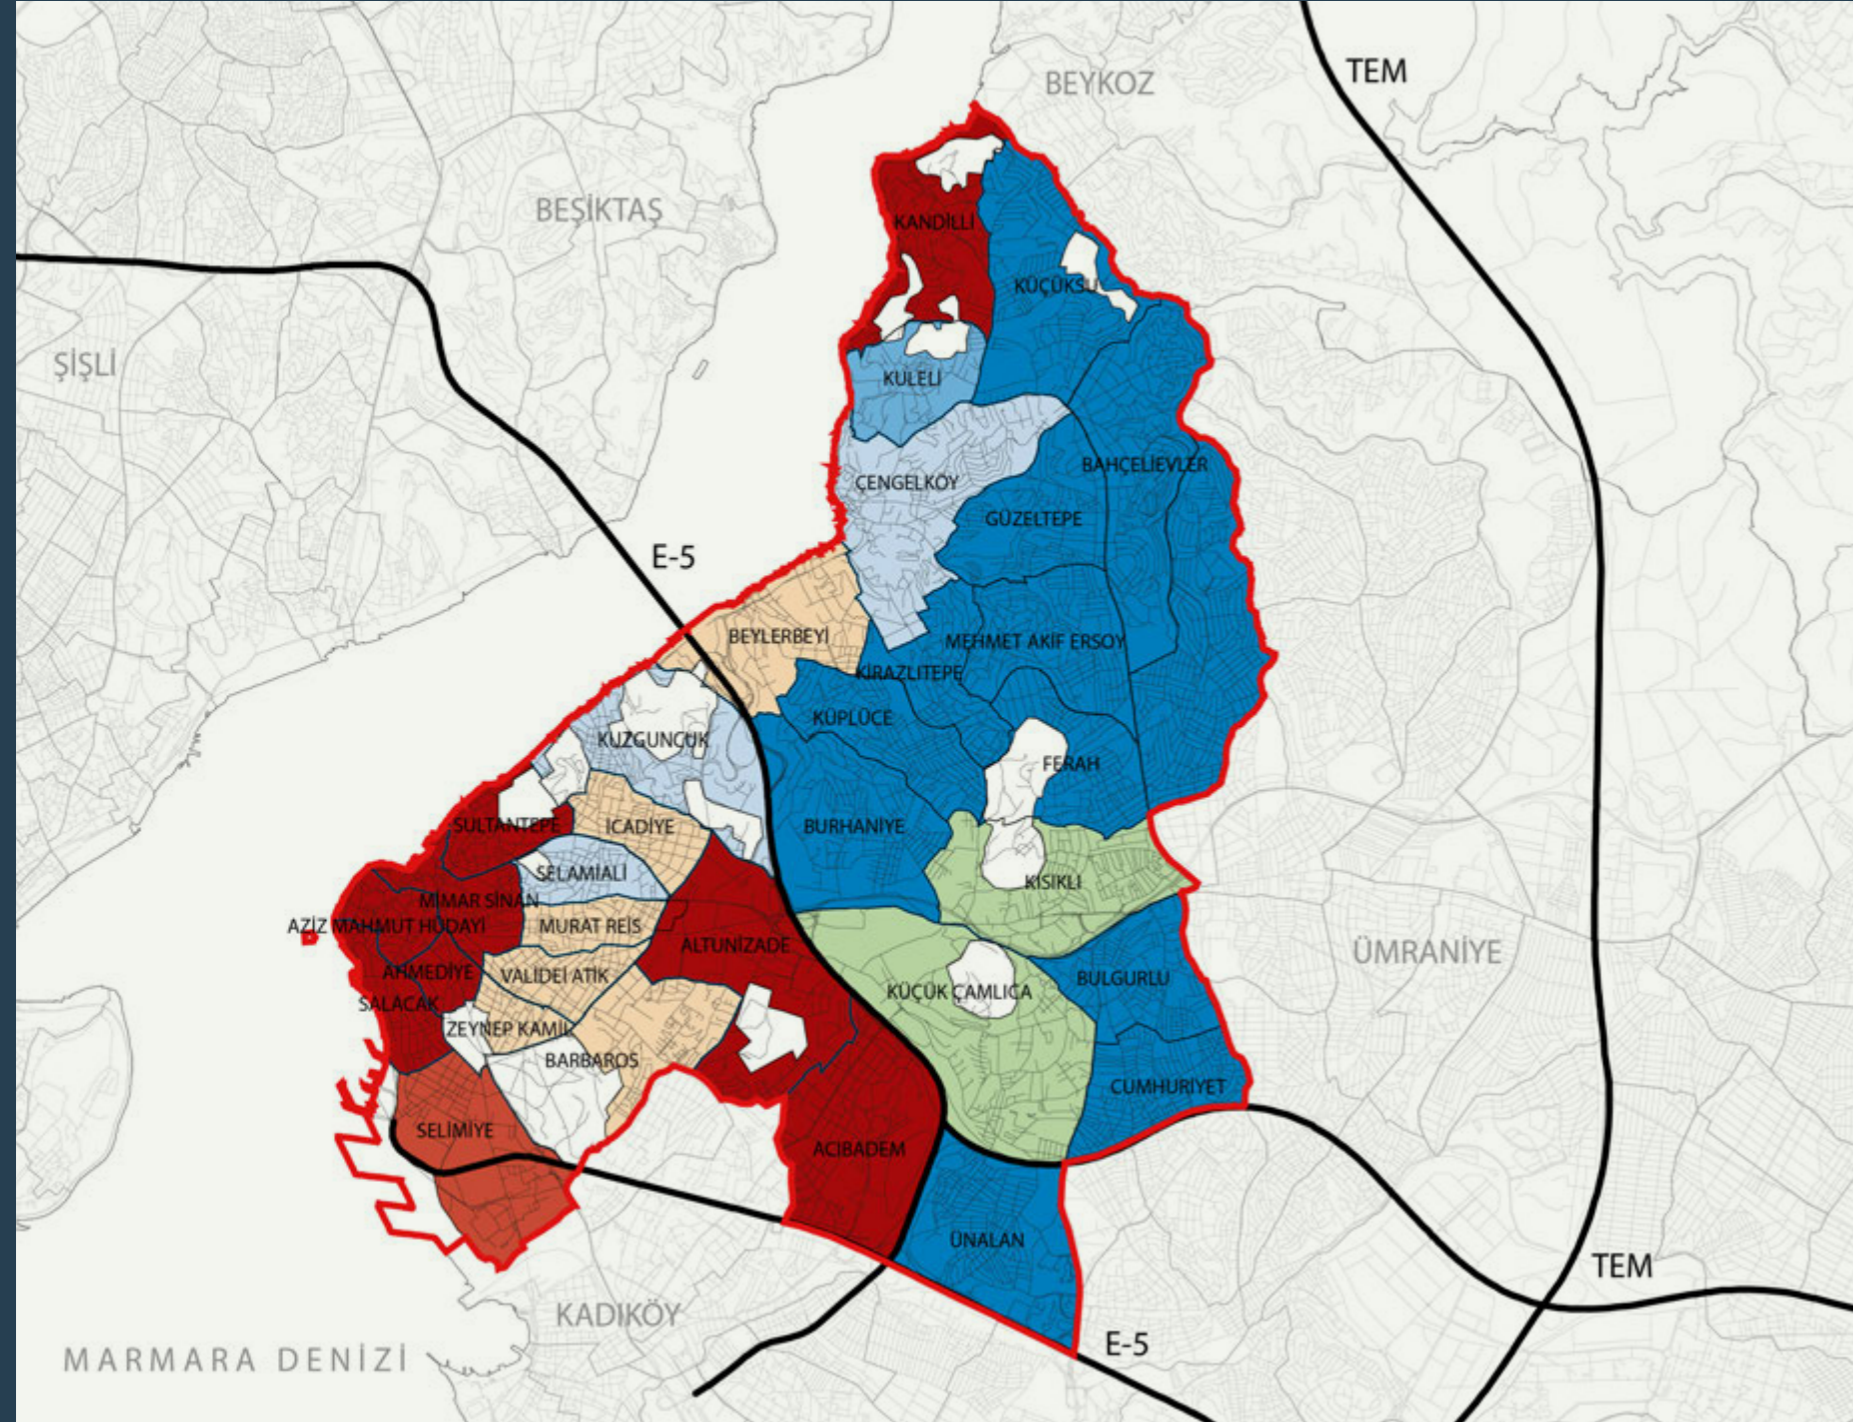 TEM
BEYKOZ
BEŞİKTAŞ
KANDİLLİ
KÜÇÜKSU
ŞİŞLİ
KULELİ
BAHÇELİEVLER
ÇENGELKÖY
GÜZELTEPE
E-5
BEYLERBEYİ
MEHMET AKİF ERSOY
KİRAZLITEPE
KÜPLÜCE
KUZGUNCUK
FERAH
SULTANTEPE
İCADİYE
BURHANİYE
SELAMİALİ
KISIKLI
MİMAR SİNAN
AZİZ MAHMUT HÜDAYİ
MURAT REİS
ALTUNİZADE
ÜMRANİYE
AHMEDİYE
VALİDEİ ATİK
BULGURLU
KÜÇÜK ÇAMLICA
SALACAK
ZEYNEP KAMİL
BARBAROS
CUMHURİYET
SELİMİYE
ACIBADEM
ÜNALAN
TEM
KADIKÖY
E-5
MARMARA DENİZİ